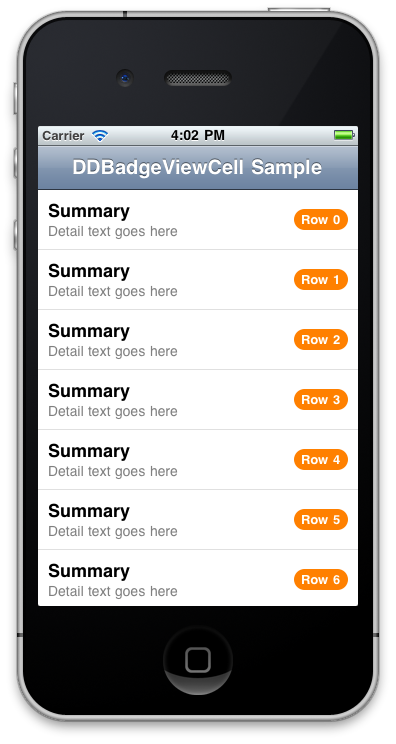 Carrier 4:02 PM
DDBadgeViewCell Sample
Summary
Detail text goes here
Row 0
Summary
Detail text goes here
Row 1
Summary
Detail text goes here
Row 2
Summary
Detail text goes here
Row 3
Summary
Detail text goes here
Row 4
Summary
Detail text goes here
Row 5
Summary
Detail text goes here
Row 6